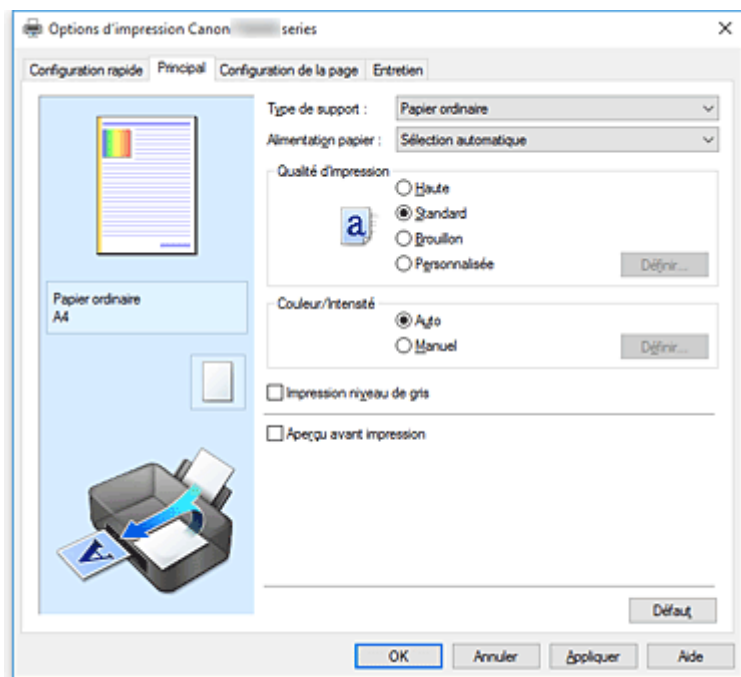 Options d'impression Canon series
Configuration rapide Principal Configuration de la page Entretien
Type de support : Papier ordinaire
Alimentation papier : Sélection automatique
Qualité d'impression
Haute
a
Standard
Brouillon
Personnalisée Définir...
Papier ordinaire
A4
Couleur/Intensité
Auto
Manuel Définir...
Impression niveau de gris
Aperçu avant impression
A
Défaut
OK Annuler Appliquer Aide